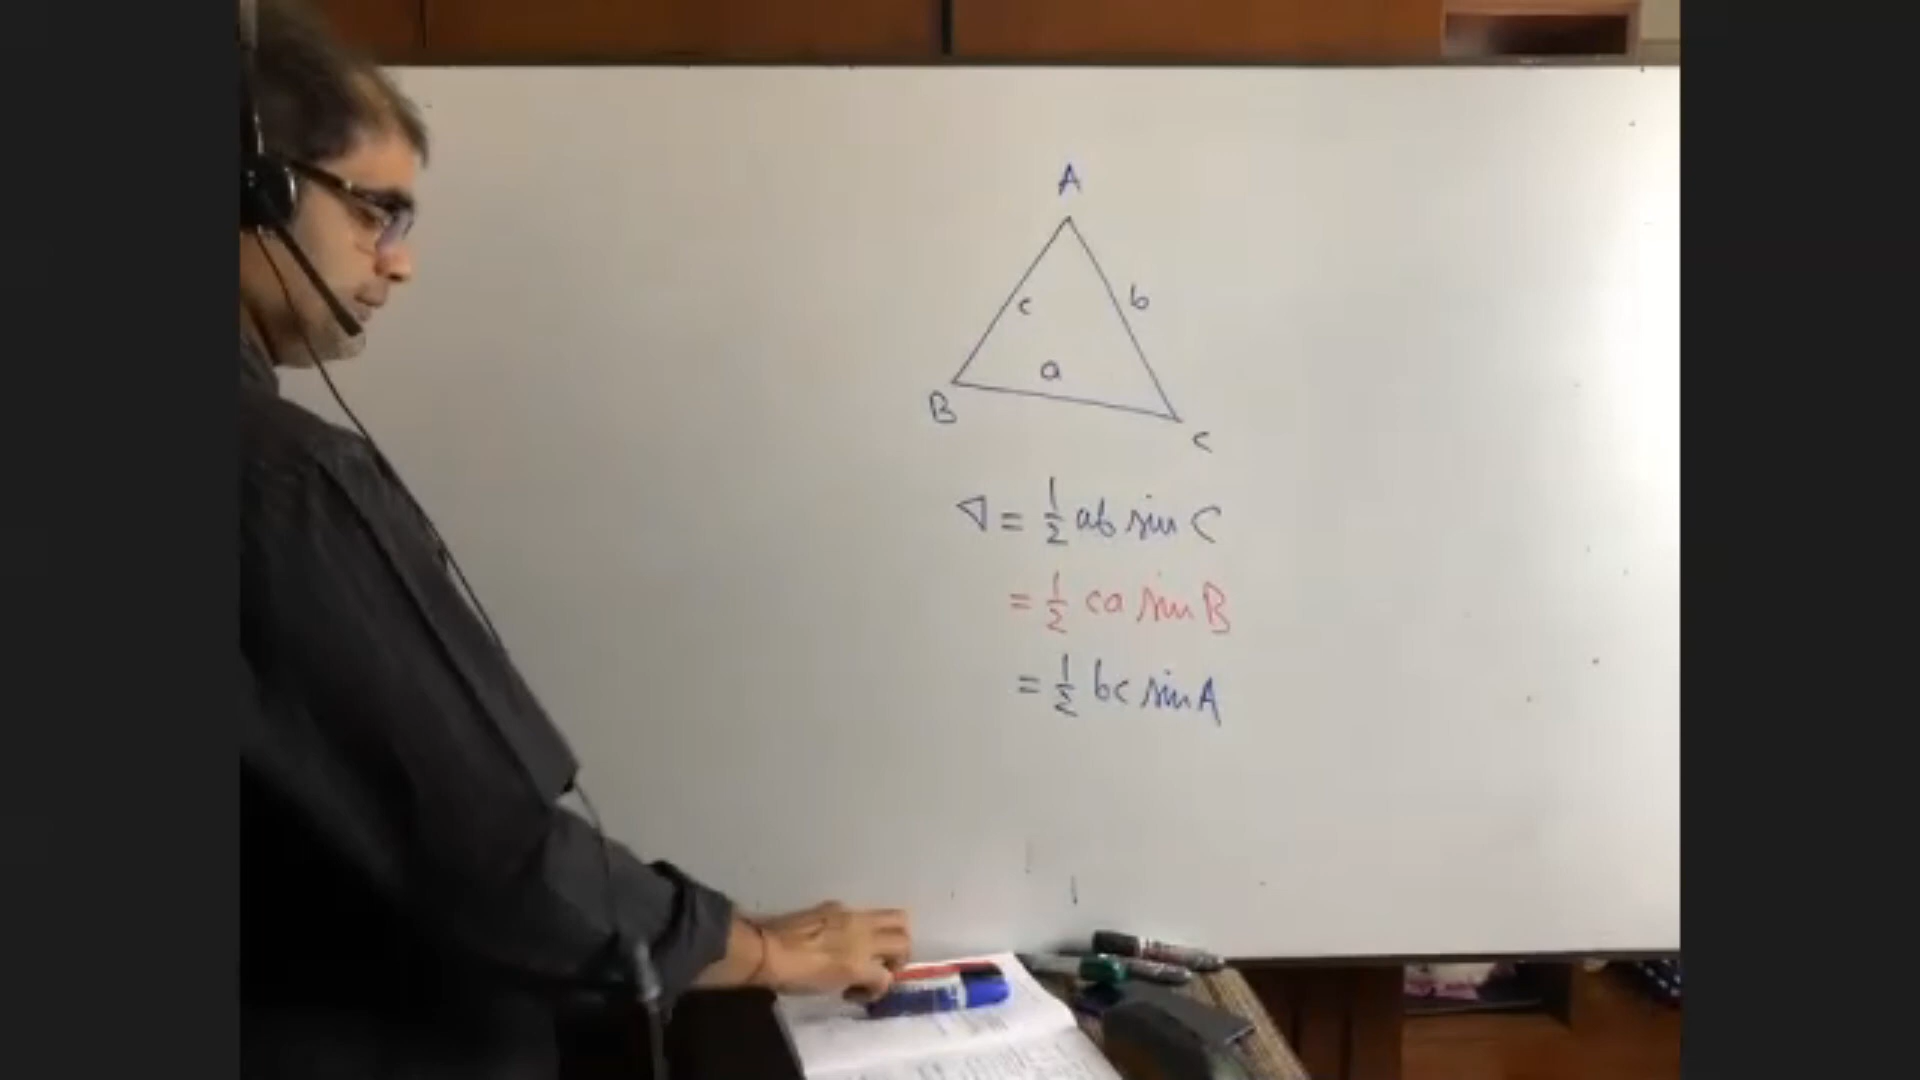 A
c b
a
B
C
∇ = 1/2 ab sin C
= 1/2 ca sin B
= 1/2 bc sin A